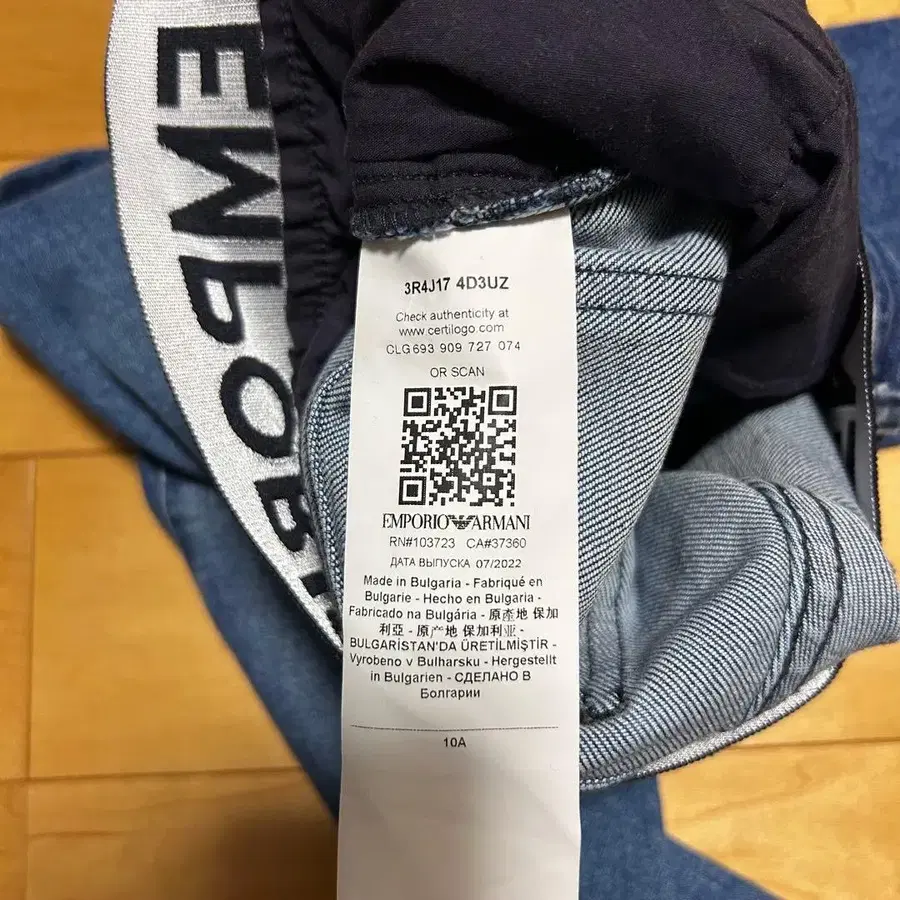 EMPORI
3R4J17 4D3UZ
Check authenticity at
www.certilogo.com
CLG 693 909 727 074
OR SCAN
EMPORIO ARMANI
RN#103723 CA#37360
ДАТА ВЫПУСКА 07/2022
Made in Bulgaria - Fabriqué en
Bulgarie - Hecho en Bulgaria -
Fabricado na Bulgária - 原產地 保加
利亞 - 原产地 保加利亚 -
BULGARİSTAN'DA ÜRETİLMİŞTİR -
Vyrobeno v Bulharsku - Hergestellt
in Bulgarien - СДЕЛАНО В
Болгарии
10A